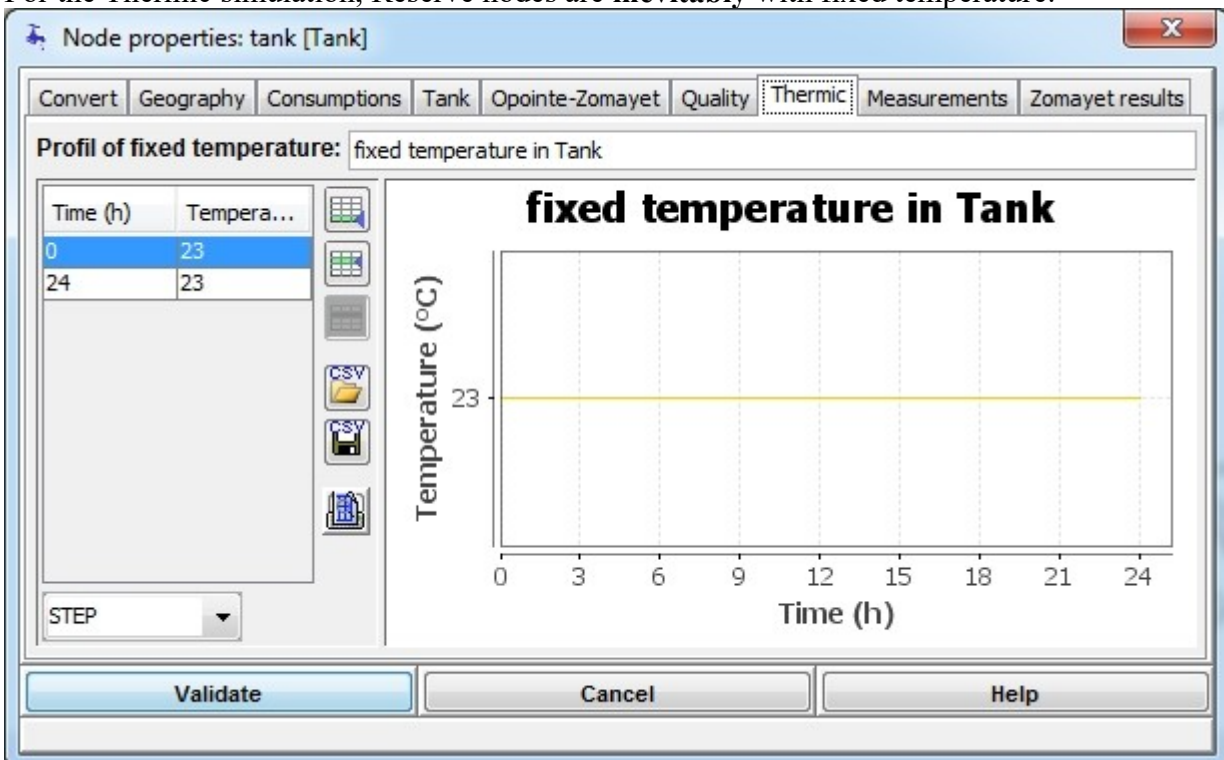 For the Thermic simulation, Reserve nodes are inevitably with fixed temperature.
Node properties: tank [Tank]
Convert Geography Consumptions Tank Opointe-Zomayet Quality Thermic Measurements Zomayet results
Profil of fixed temperature: fixed temperature in Tank
Time (h) Tempera...
0 23
24 23
CSV
CSV
STEP
fixed temperature in Tank
Temperature (°C)
23
0 3 6 9 12 15 18 21 24
Time (h)
Validate Cancel Help